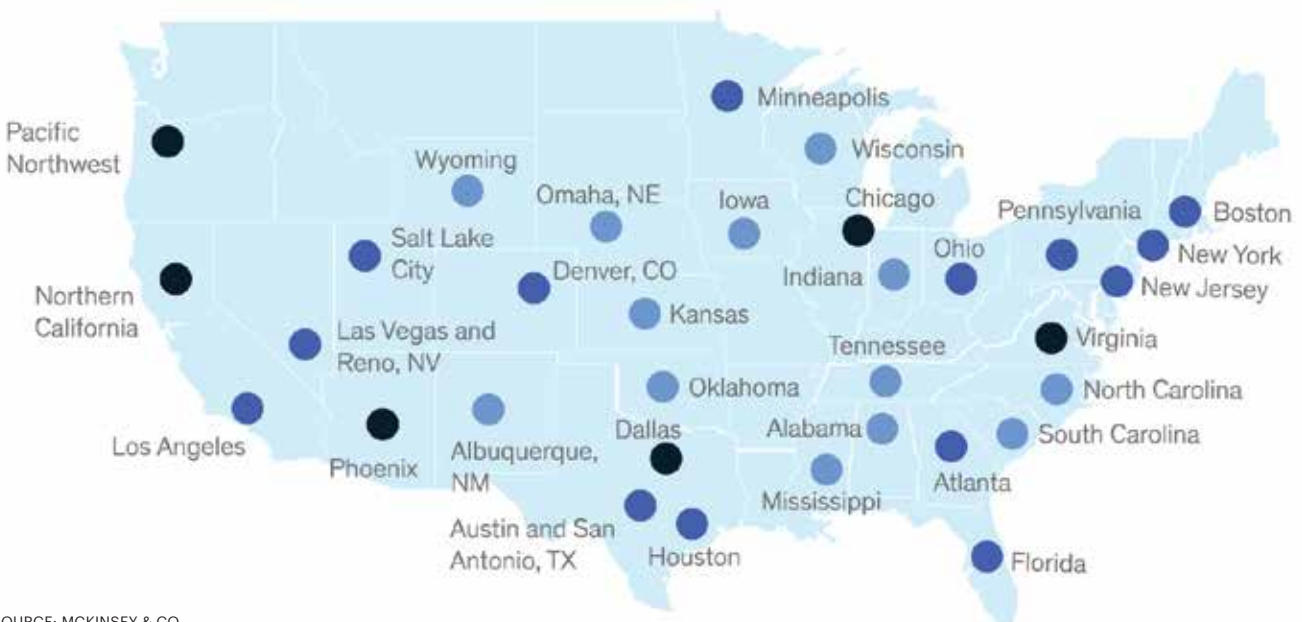 Minneapolis
Pacific
Northwest
Wisconsin
Wyoming
Omaha, NE
Iowa
Chicago
Pennsylvania
Boston
Salt Lake
City
Ohio
New York
Denver, CO
Indiana
New Jersey
Northern
California
Kansas
Las Vegas and
Reno, NV
Virginia
Tennessee
Oklahoma
North Carolina
Dallas
Alabama
South Carolina
Los Angeles
Phoenix
Albuquerque,
NM
Atlanta
Mississippi
Austin and San
Antonio, TX
Houston
Florida
OURCE: MCKINSEY & CO